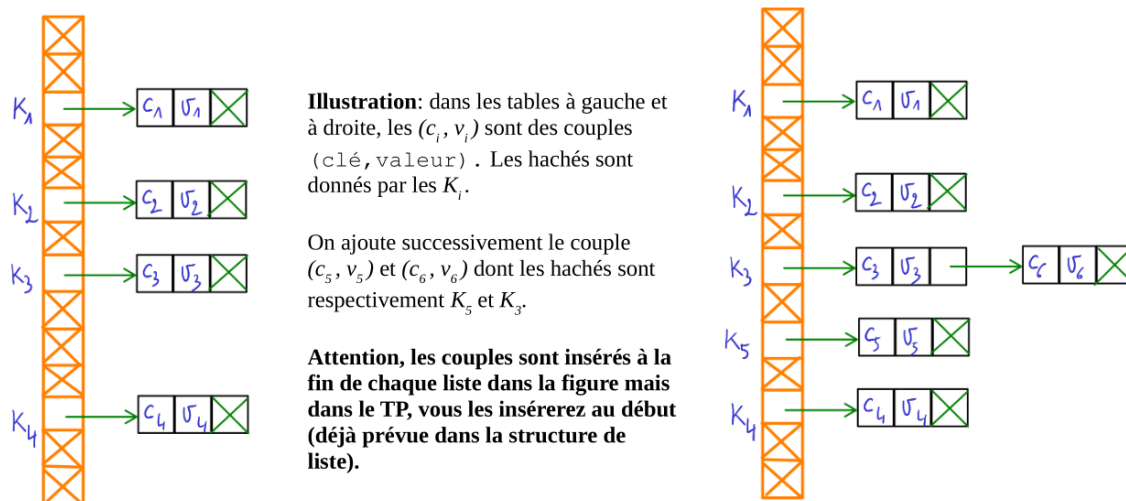 K₁
c₁ v₁
K₂
c₂ v₂
K₃
c₃ v₃
K₄
c₄ v₄
Illustration: dans les tables à gauche et
à droite, les (cᵢ, vᵢ) sont des couples
(clé,valeur). Les hachés sont
donnés par les Kᵢ.
On ajoute successivement le couple
(c₅, v₅) et (c₆, v₆) dont les hachés sont
respectivement K₅ et K₃.
Attention, les couples sont insérés à la
fin de chaque liste dans la figure mais
dans le TP, vous les insérerez au début
(déjà prévue dans la structure de
liste).
K₁
c₁ v₁
K₂
c₂ v₂
K₃
c₃ v₃
c₆ v₆
K₅
c₅ v₅
K₄
c₄ v₄